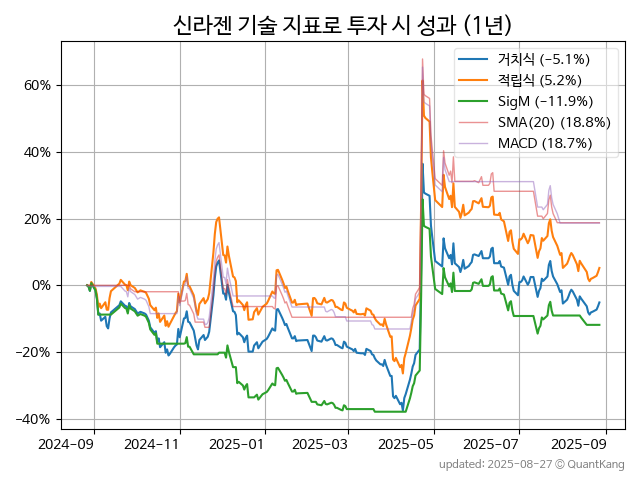 신라젠 기술 지표로 투자 시 성과 (1년)
거치식 (−5.1%)
적립식 (5.2%)
SigM (−11.9%)
SMA(20) (18.8%)
MACD (18.7%)
60%
40%
20%
0%
−20%
−40%
2024-09 2024-11 2025-01 2025-03 2025-05 2025-07 2025-09
updated: 2025-08-27 © QuantKang